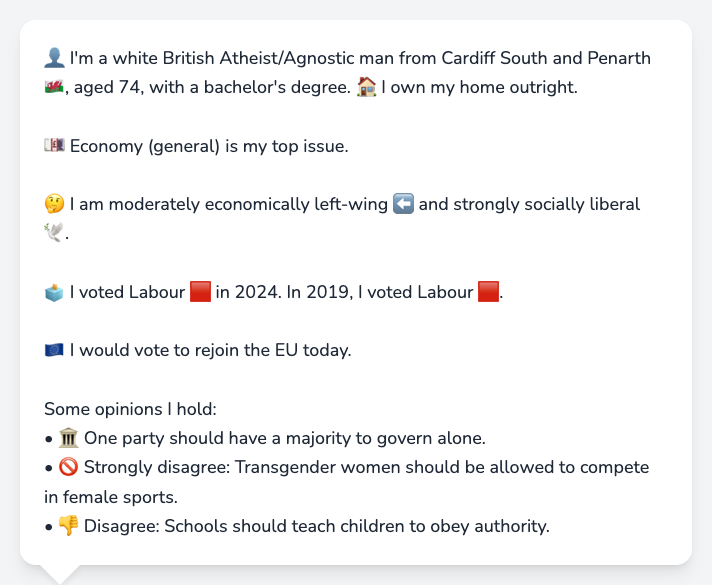 👤 I'm a white British Atheist/Agnostic man from Cardiff South and Penarth
🏴󠁧󠁢󠁷󠁬󠁳󠁿, aged 74, with a bachelor's degree. 🏠 I own my home outright.
💷 Economy (general) is my top issue.
🤔 I am moderately economically left-wing ⬅️ and strongly socially liberal
🕊️.
🗳️ I voted Labour 🟥 in 2024. In 2019, I voted Labour 🟥.
🇪🇺 I would vote to rejoin the EU today.
Some opinions I hold:
• 🏛️ One party should have a majority to govern alone.
• 🚫 Strongly disagree: Transgender women should be allowed to compete
in female sports.
• 👎 Disagree: Schools should teach children to obey authority.